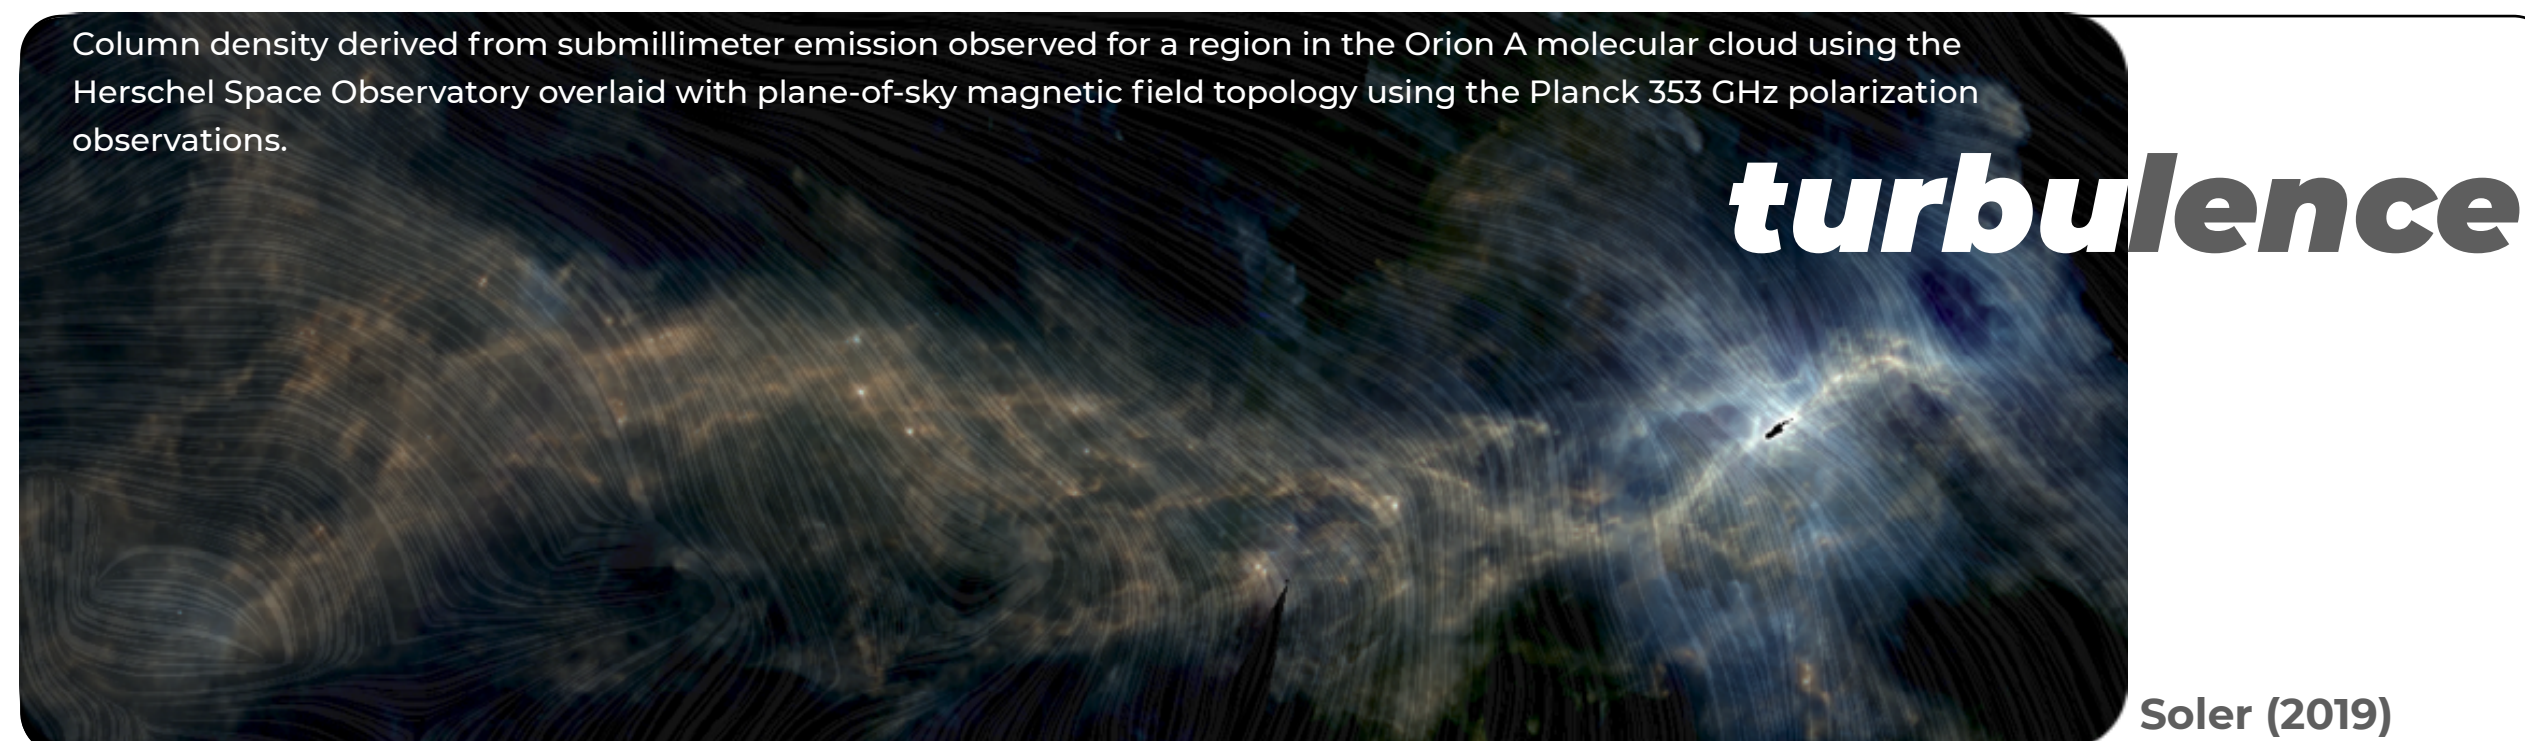 Column density derived from submillimeter emission observed for a region in the Orion A molecular cloud using the
Herschel Space Observatory overlaid with plane-of-sky magnetic field topology using the Planck 353 GHz polarization
observations.
turbulence
Soler (2019)